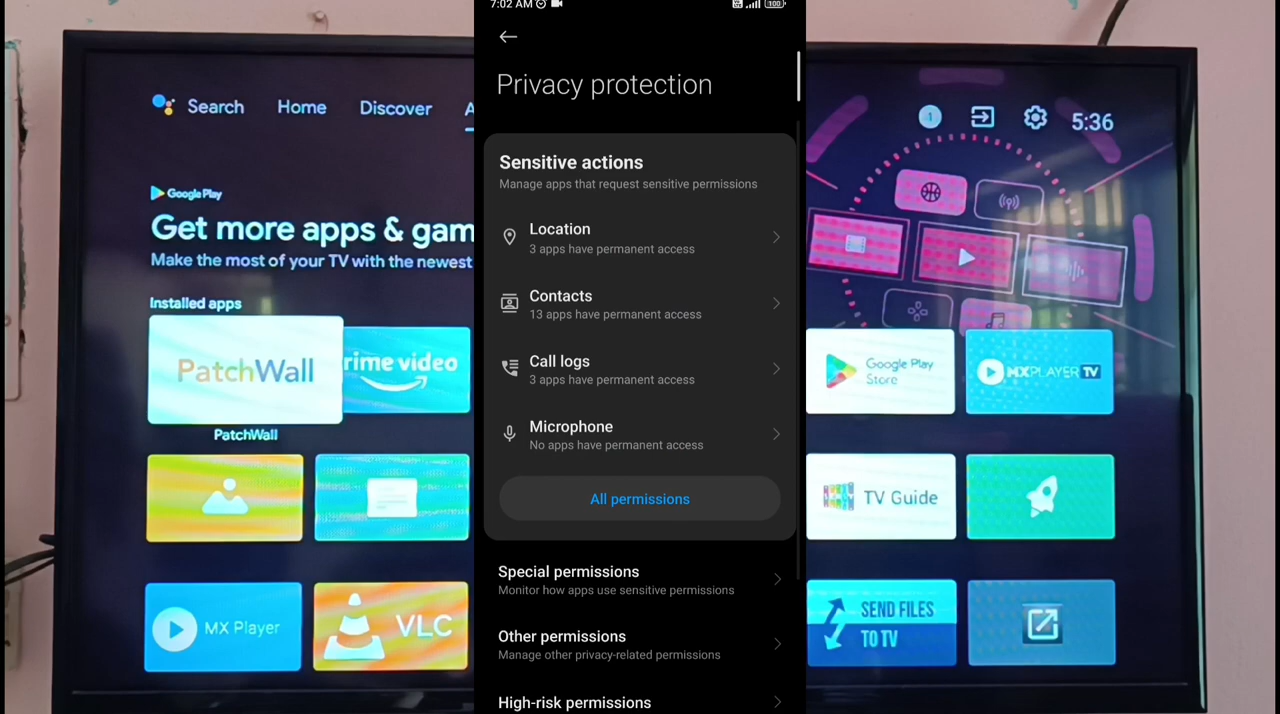 Search Home Discover A
Google Play
Get more apps & gam
Make the most of your TV with the newest
Installed apps
PatchWall
rime video
PatchWall
MX Player
VLC
7:02 AM
100
Privacy protection
Sensitive actions
Manage apps that request sensitive permissions
Location
3 apps have permanent access
Contacts
13 apps have permanent access
Call logs
3 apps have permanent access
Microphone
No apps have permanent access
All permissions
Special permissions
Monitor how apps use sensitive permissions
Other permissions
Manage other privacy-related permissions
High-risk permissions
5:36
Google Play
Store
MXPLAYER TV
TV Guide
SEND FILES
TO TV